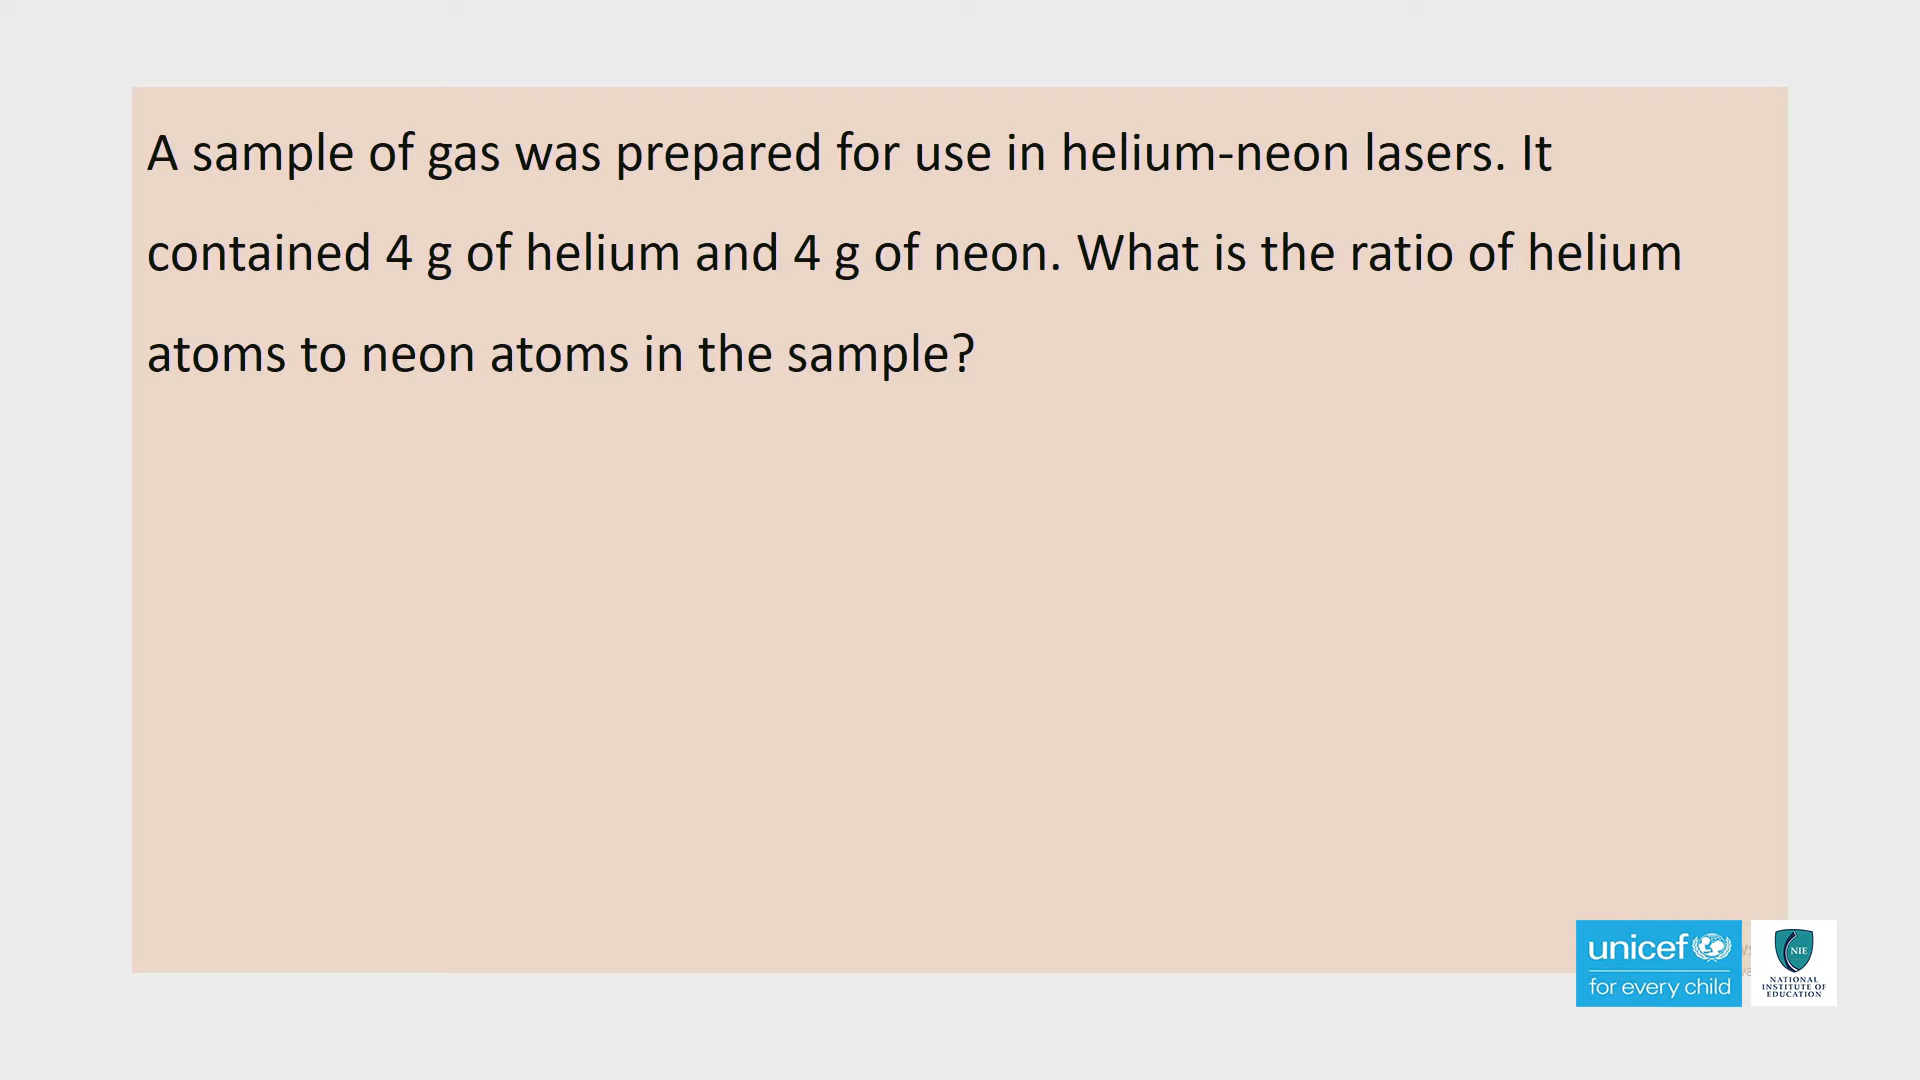 A sample of gas was prepared for use in helium-neon lasers. It
contained 4 g of helium and 4 g of neon. What is the ratio of helium
atoms to neon atoms in the sample?
unicef
for every child
NIE
NATIONAL
INSTITUTE OF
EDUCATION